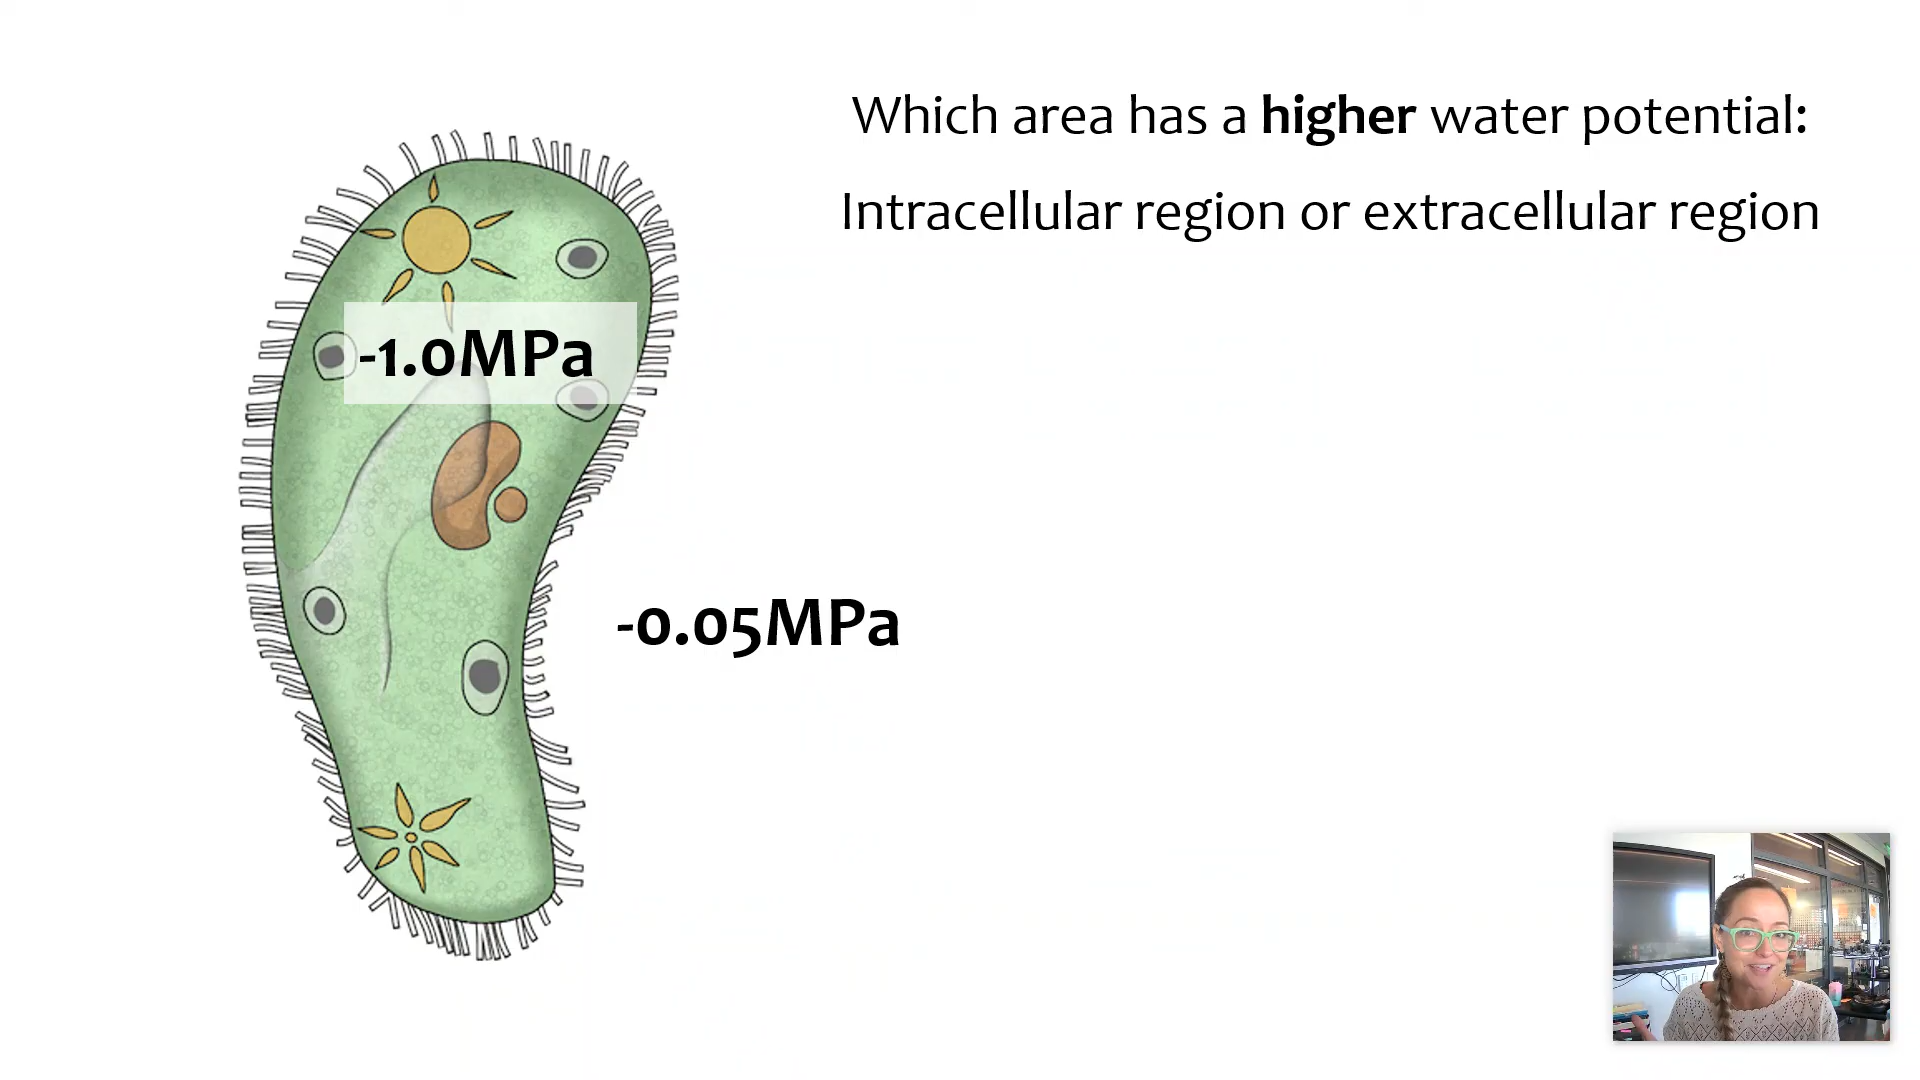 Which area has a higher water potential:
Intracellular region or extracellular region
-1.0MPa
-0.05MPa